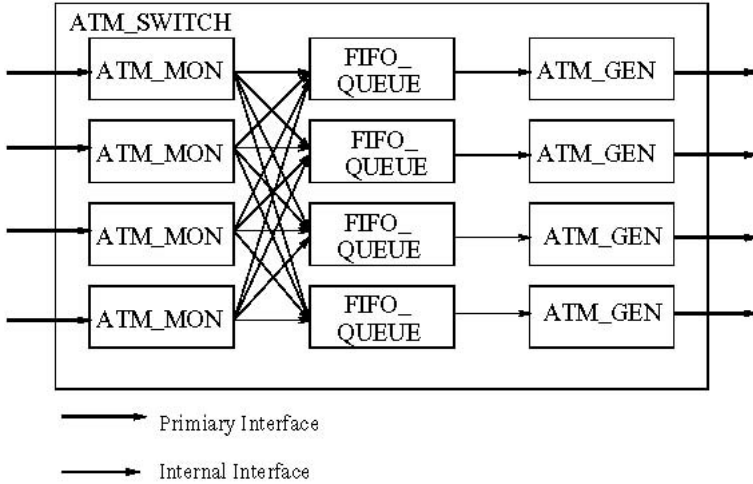 ATM_SWITCH
ATM_MON
FIFO_
QUEUE
ATM_GEN
ATM_MON
FIFO_
QUEUE
ATM_GEN
ATM_MON
FIFO_
QUEUE
ATM_GEN
ATM_MON
FIFO_
QUEUE
ATM_GEN
Primiary Interface
Internal Interface